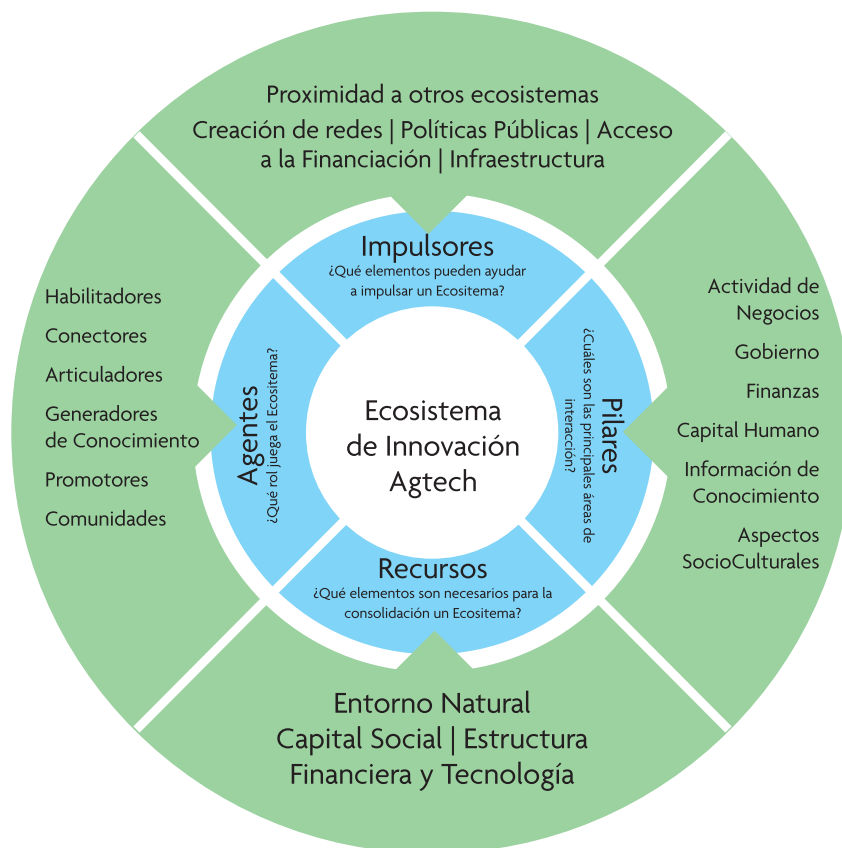 Proximidad a otros ecosistemas
Creación de redes | Políticas Públicas | Acceso
a la Financiación | Infraestructura
Impulsores
¿Qué elementos pueden ayudar
a impulsar un Ecositema?
Habilitadores
Conectores
Articuladores
Generadores
de Conocimiento
Promotores
Comunidades
Agentes
¿Qué rol juega el Ecositema?
Ecosistema
de Innovación
Agtech
Pilares
¿Cuáles son las principales áreas de
interacción?
Actividad de
Negocios
Gobierno
Finanzas
Capital Humano
Información de
Conocimiento
Aspectos
SocioCulturales
Recursos
¿Qué elementos son necesarios para la
consolidación un Ecositema?
Entorno Natural
Capital Social | Estructura
Financiera y Tecnología